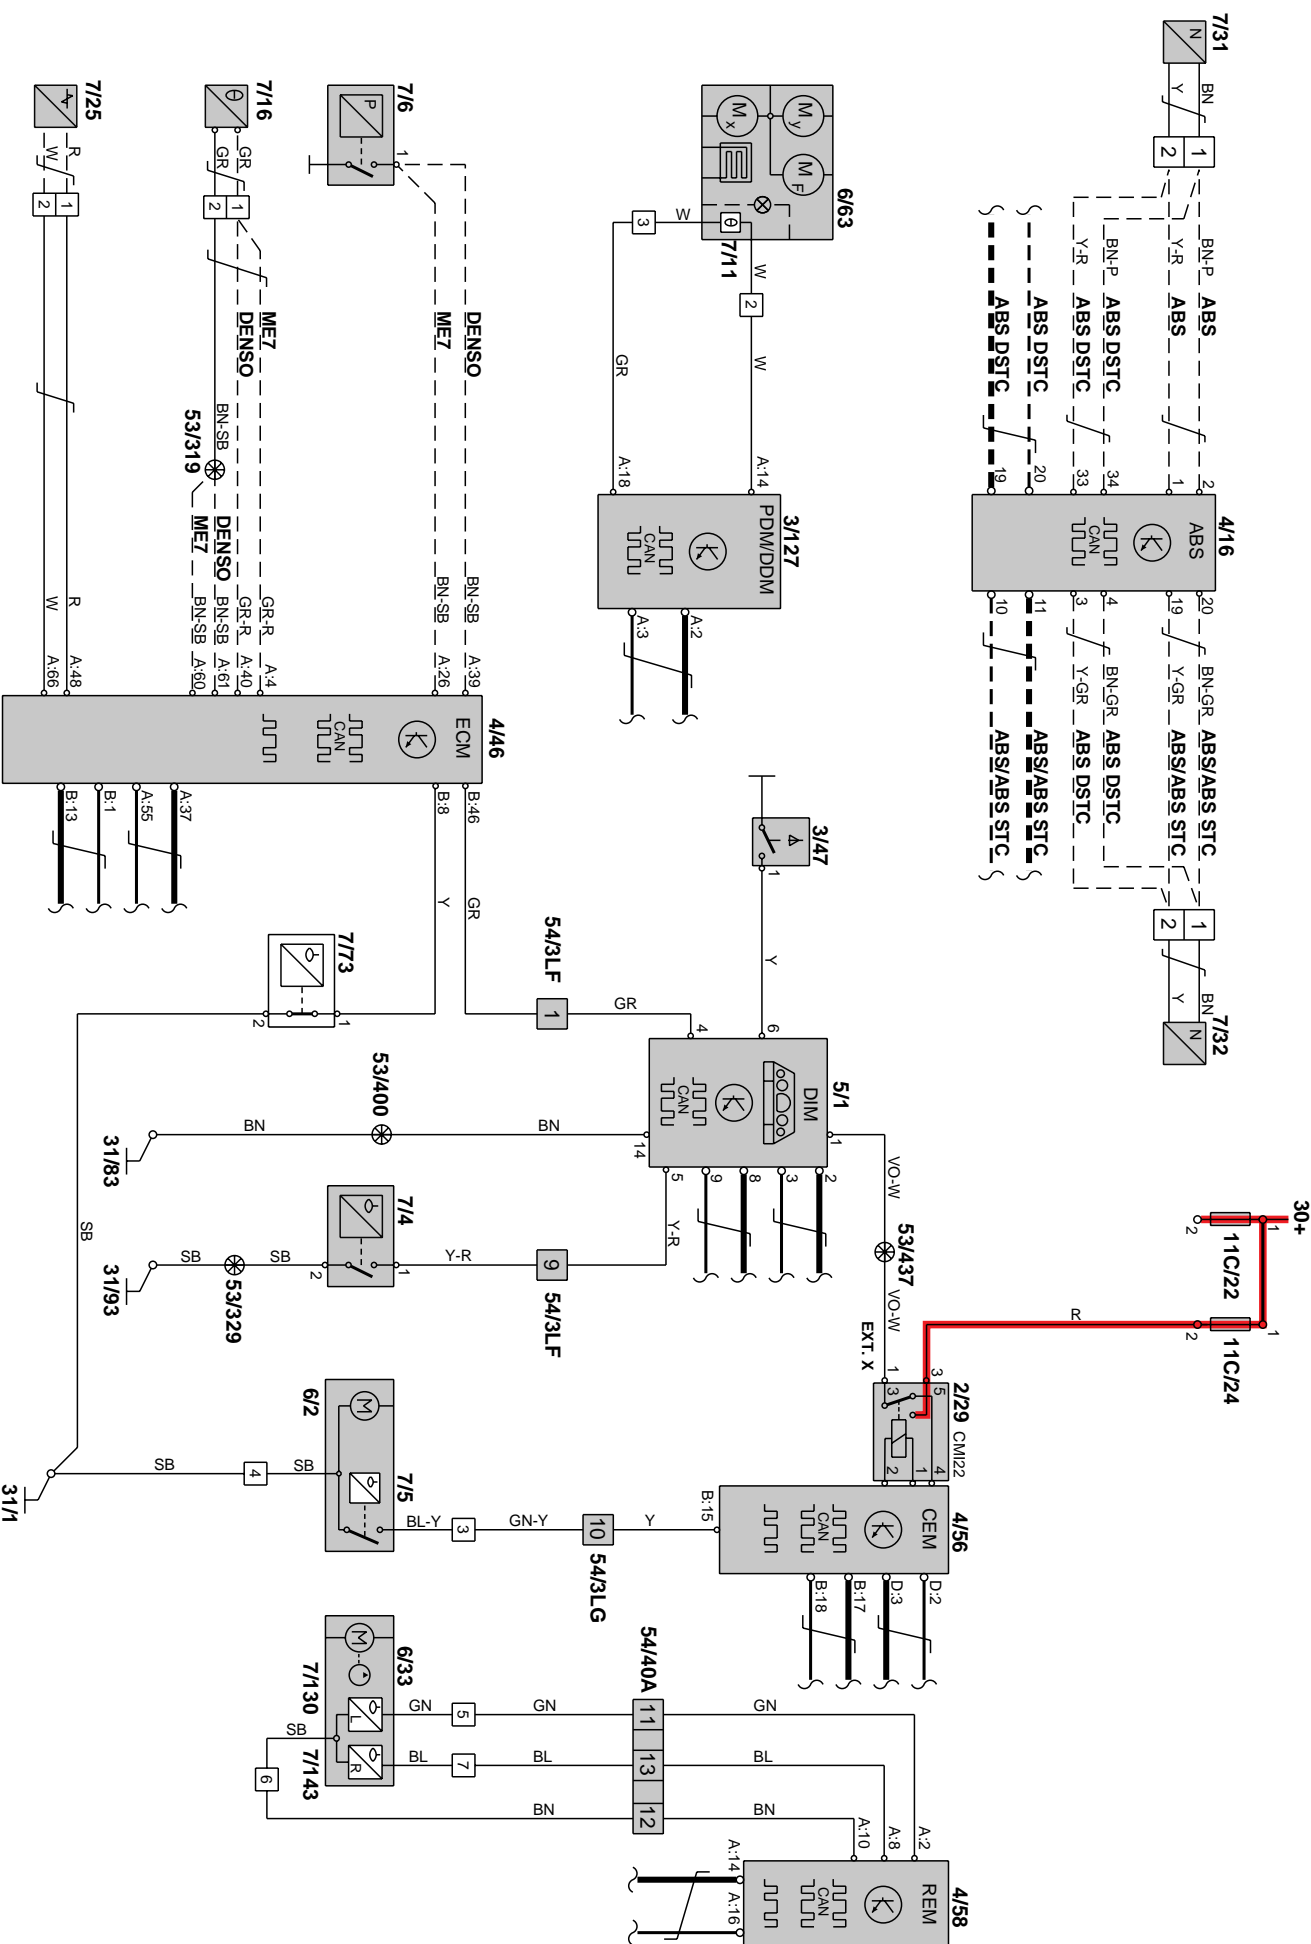 7/31
N
BN
Y
1
2
BN-P ABS
Y-R ABS
BN-P ABS DSTC
Y-R ABS DSTC
ABS DSTC
ABS DSTC
2
1
34
33
20
19
4/16
ABS
CAN
20
19
4
3
11
10
BN-GR ABS/ABS STC
Y-GR ABS/ABS STC
BN-GR ABS DSTC
Y-GR ABS DSTC
ABS/ABS STC
ABS/ABS STC
1
2
BN
Y
7/32
N
6/63
M y
M x
M F
θ
7/11
W
3
W
2
W
GR
A:14
A:18
3/127
PDM/DDM
CAN
A:2
A:3
7/6
P
1
DENSO
ME7
BN-SB
BN-SB
A:39
A:26
7/16
θ
GR
GR
1
2
ME7
DENSO
BN-SB
53/319
DENSO
ME7
GR-R
GR-R
BN-SB
BN-SB
A:4
A:40
A:61
A:60
7/25
R
W
1
2
R
W
A:48
A:66
4/46
ECM
CAN
B:46
B:8
A:37
A:55
B:1
B:13
GR
Y
54/3LF
1
GR
7/73
1
2
SB
3/47
1
Y
6
4
5/1
DIM
CAN
1
14
2
3
8
9
5
BN
53/400
BN
31/83
VO-W
53/437
VO-W
EXT. X
Y-R
9
54/3LF
Y-R
7/4
1
2
SB
53/329
SB
31/93
30+
1
2
11C/22
1
2
11C/24
R
2/29
CMI22
3
1
5
3
4
1
2
4/56
CEM
CAN
B:15
D:2
D:3
B:17
B:18
Y
10
54/3LG
GN-Y
3
BL-Y
7/5
6/2
M
SB
4
SB
31/1
6/33
M
L
R
7/130
7/143
GN
5
GN
BL
7
BL
SB
6
BN
54/40A
11
13
12
GN
BL
BN
A:2
A:8
A:10
4/58
REM
CAN
A:14
A:16